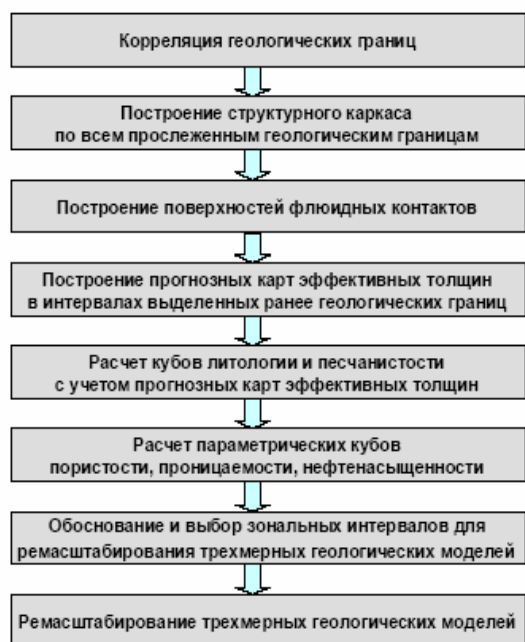 Корреляция геологических границ
Построение структурного каркаса
по всем прослеженным геологическим границам
Построение поверхностей флюидных контактов
Построение прогнозных карт эффективных толщин
в интервалах выделенных ранее геологических границ
Расчет кубов литологии и песчанистости
с учетом прогнозных карт эффективных толщин
Расчет параметрических кубов
пористости, проницаемости, нефтенасыщенности
Обоснование и выбор зональных интервалов для
ремасштабирования трехмерных геологических моделей
Ремасштабирование трехмерных геологических моделей